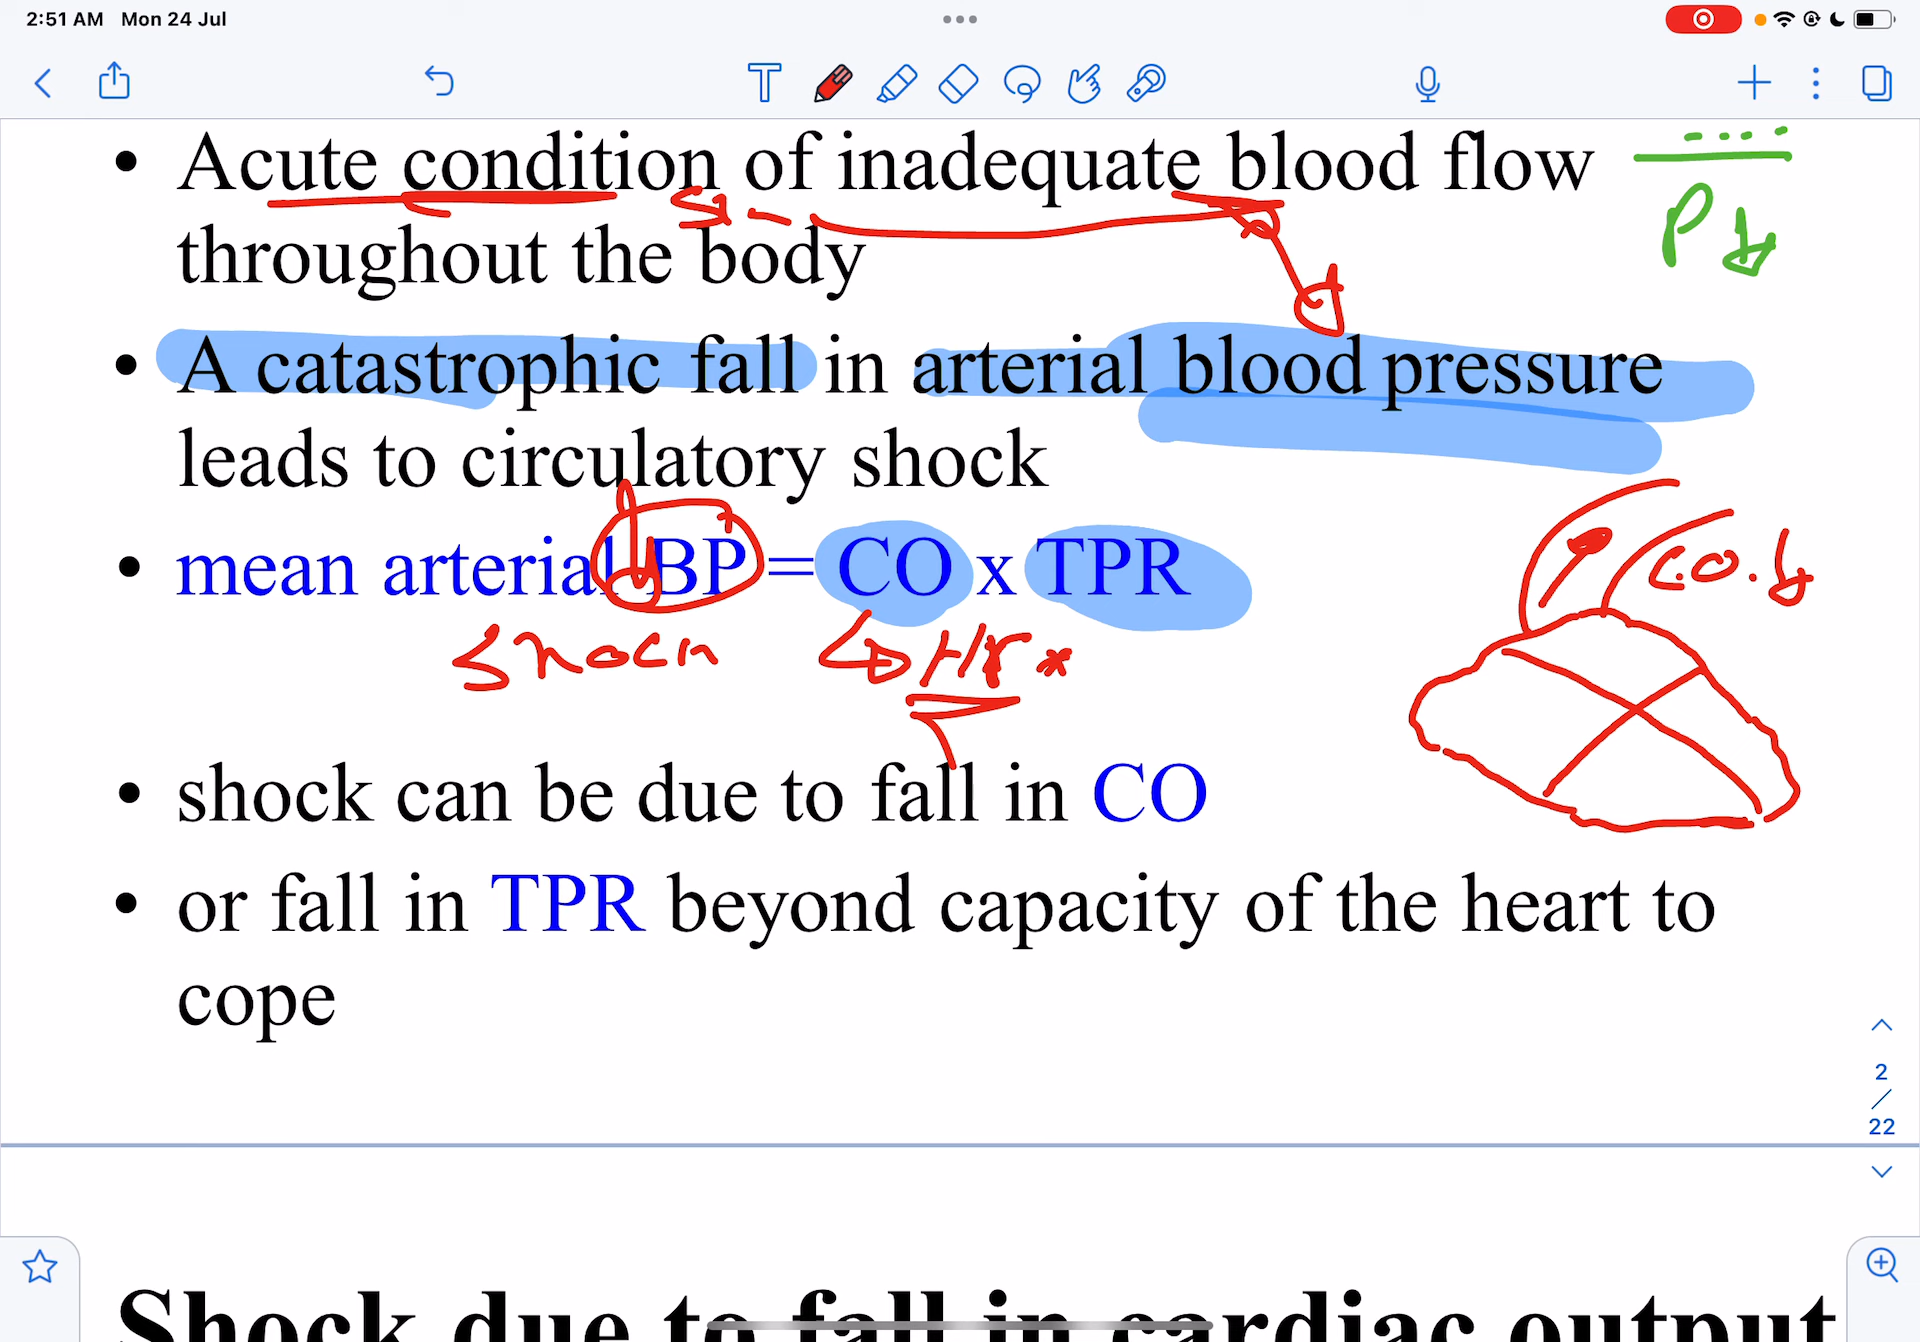 2:51 AM Mon 24 Jul
• Acute condition of inadequate blood flow
throughout the body
• A catastrophic fall in arterial blood pressure
leads to circulatory shock
• mean arterial BP = CO x TPR
Shock
C.O.
• shock can be due to fall in CO
• or fall in TPR beyond capacity of the heart to
cope
2
/
22
Shock due to fall in cardiac output